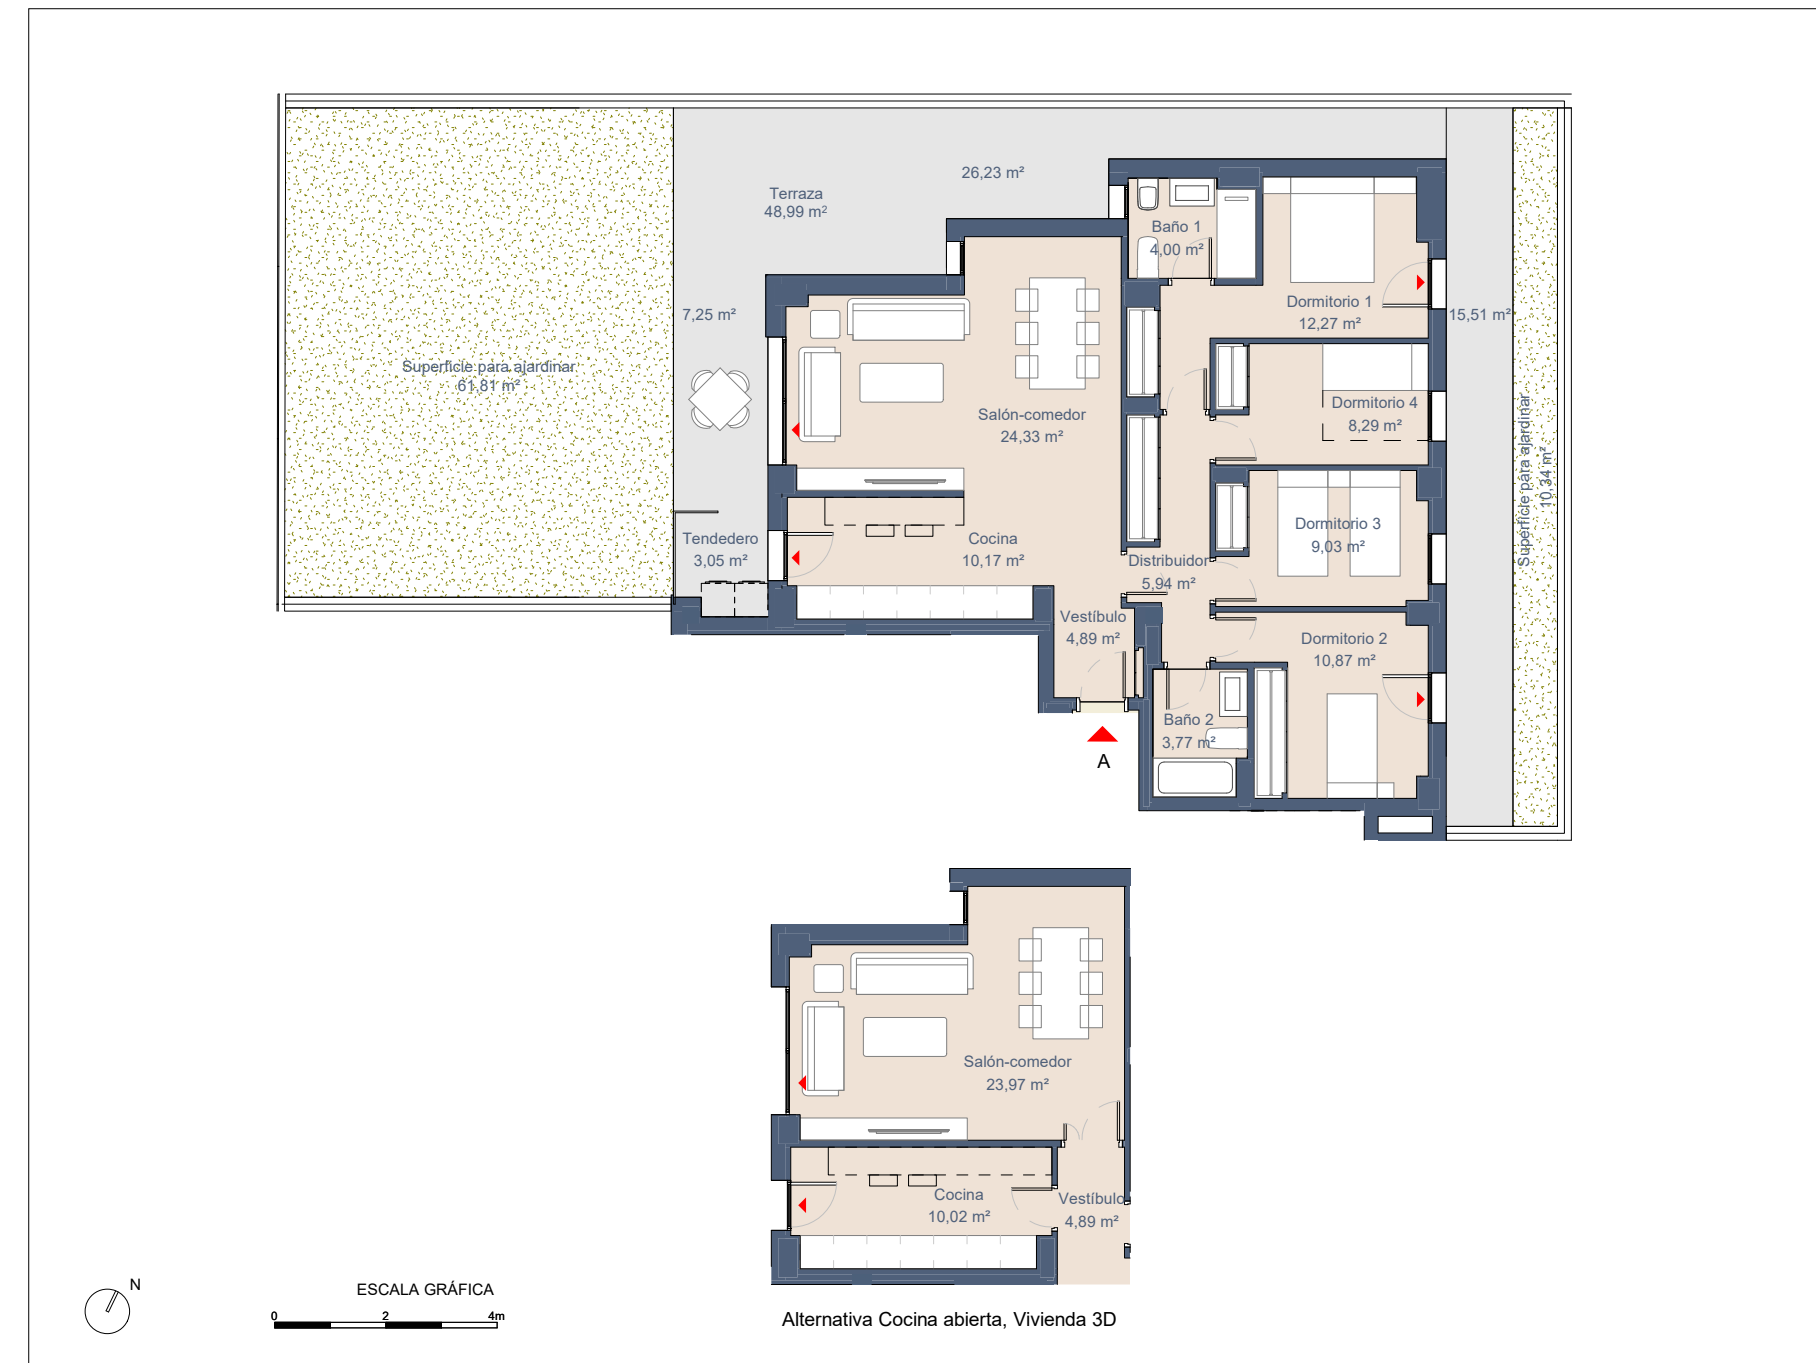 26,23 m²
Terraza
48,99 m²
Baño 1
4,00 m²
Dormitorio 1
12,27 m²
7,25 m²
15,51 m²
Superficie para ajardinar
61,81 m²
Salón-comedor
24,33 m²
Dormitorio 4
8,29 m²
Superficie para ajardinar
10,34 m²
Tendedero
3,05 m²
Cocina
10,17 m²
Distribuidor
5,94 m²
Dormitorio 3
9,03 m²
Vestíbulo
4,89 m²
Dormitorio 2
10,87 m²
Baño 2
3,77 m²
A
Salón-comedor
23,97 m²
Cocina
10,02 m²
Vestíbulo
4,89 m²
N
ESCALA GRÁFICA
0 2 4m
Alternativa Cocina abierta, Vivienda 3D